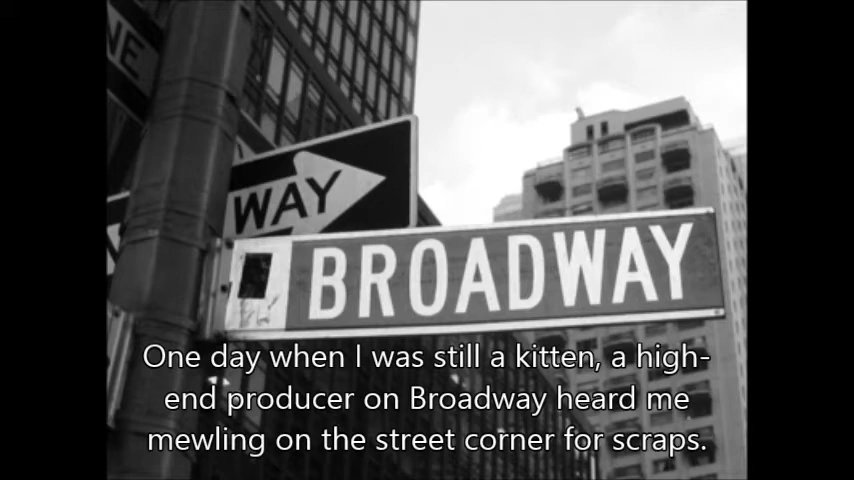 NE
WAY
BROADWAY
One day when I was still a kitten, a high-
end producer on Broadway heard me
mewling on the street corner for scraps.